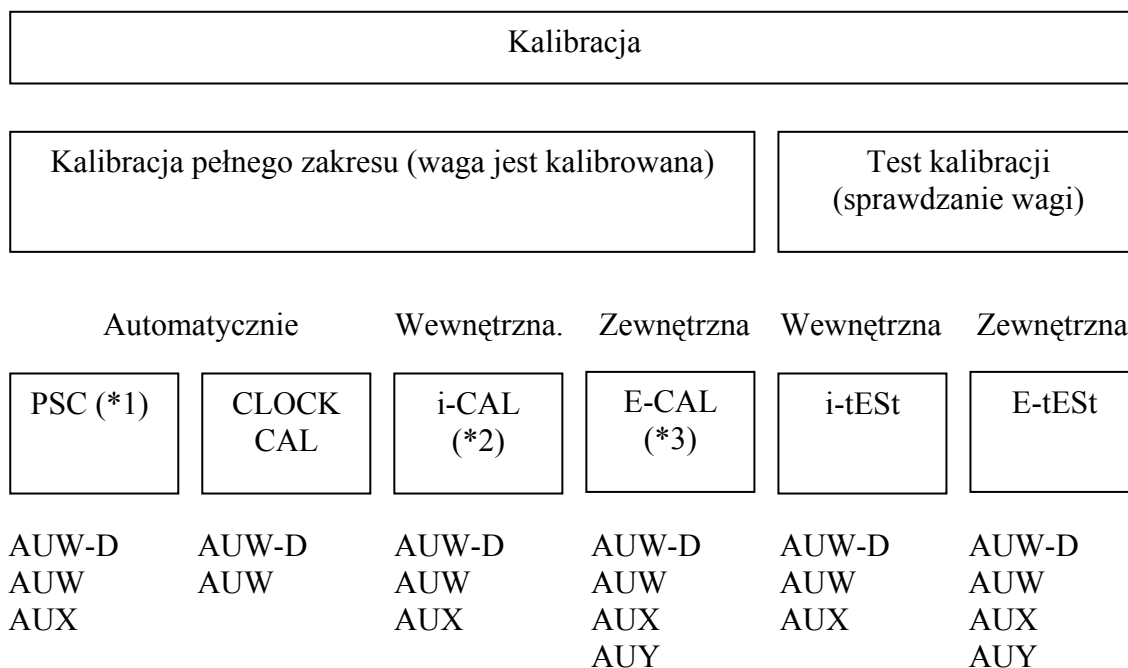 Kalibracja
Kalibracja pełnego zakresu (waga jest kalibrowana)
Test kalibracji
(sprawdzanie wagi)
Automatycznie
Wewnętrzna.
Zewnętrzna
Wewnętrzna
Zewnętrzna
PSC (*1)
CLOCK
CAL
i-CAL
(*2)
E-CAL
(*3)
i-tESt
E-tESt
AUW-D
AUW
AUX
AUW-D
AUW
AUW-D
AUW
AUX
AUW-D
AUW
AUX
AUY
AUW-D
AUW
AUX
AUW-D
AUW
AUX
AUY